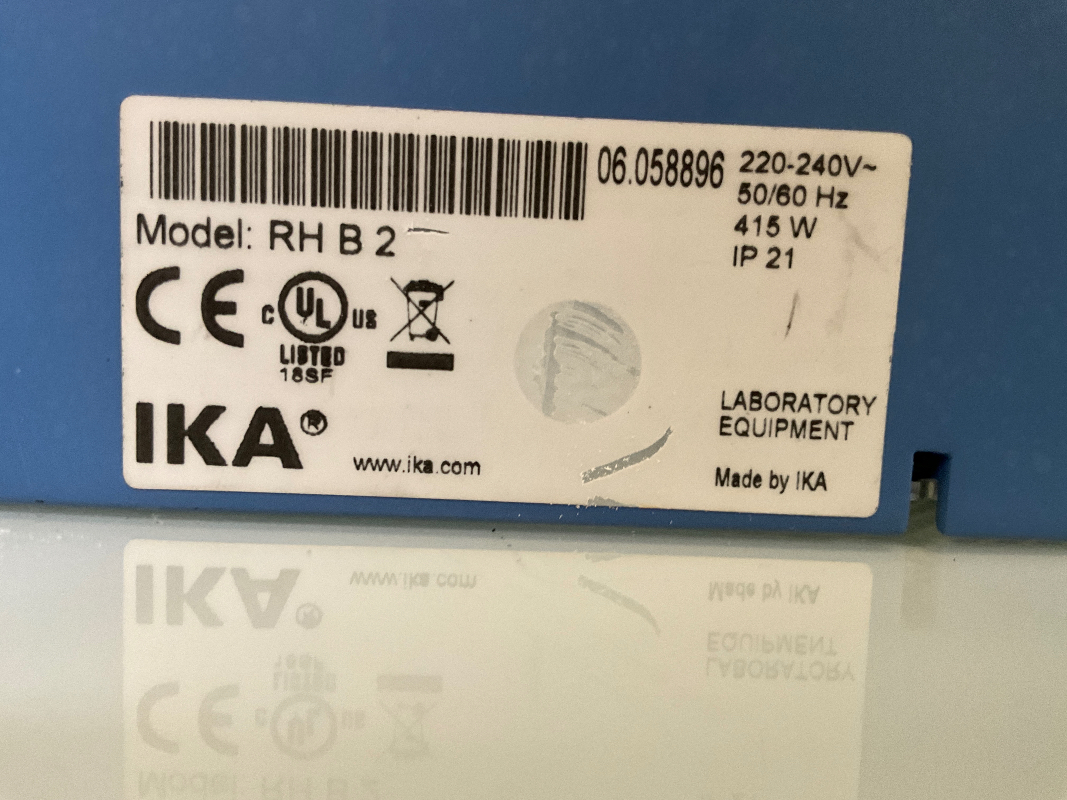 06.058896
220-240V~
50/60 Hz
415 W
IP 21
Model: RH B 2
CE
C UL US
LISTED
18SF
IKA®
www.ika.com
LABORATORY
EQUIPMENT
Made by IKA